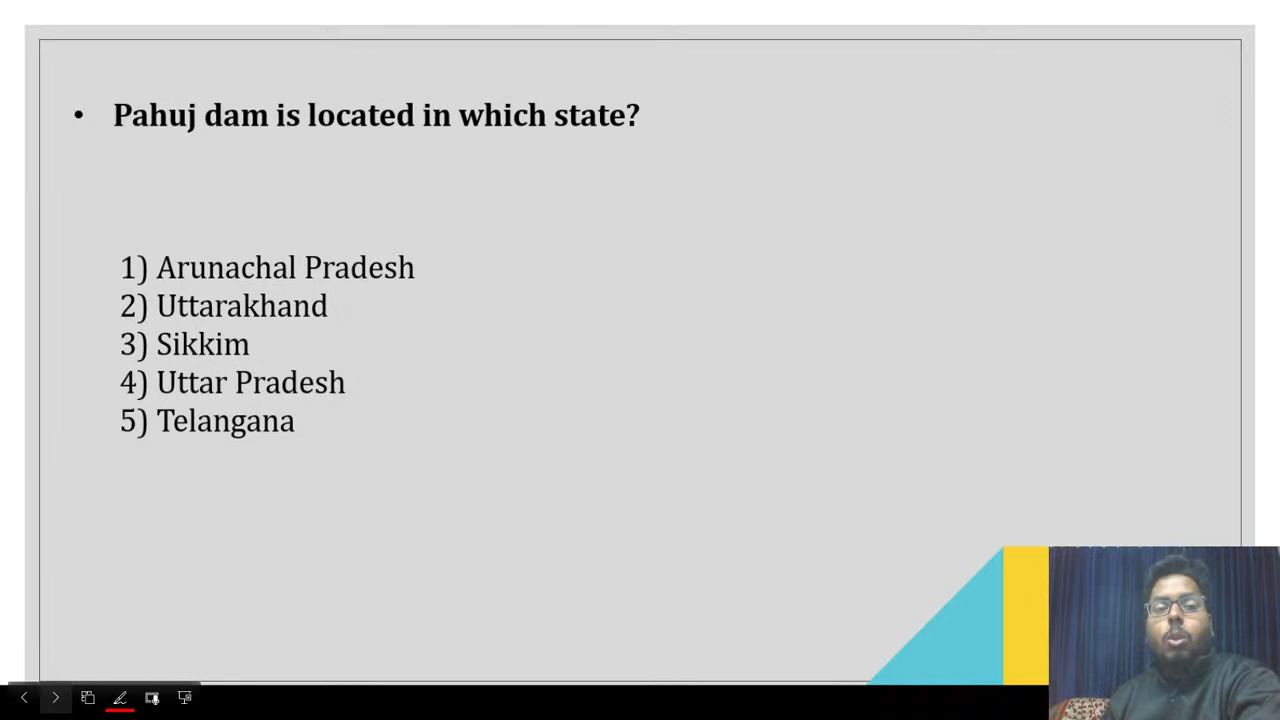 • Pahuj dam is located in which state?
1) Arunachal Pradesh
2) Uttarakhand
3) Sikkim
4) Uttar Pradesh
5) Telangana